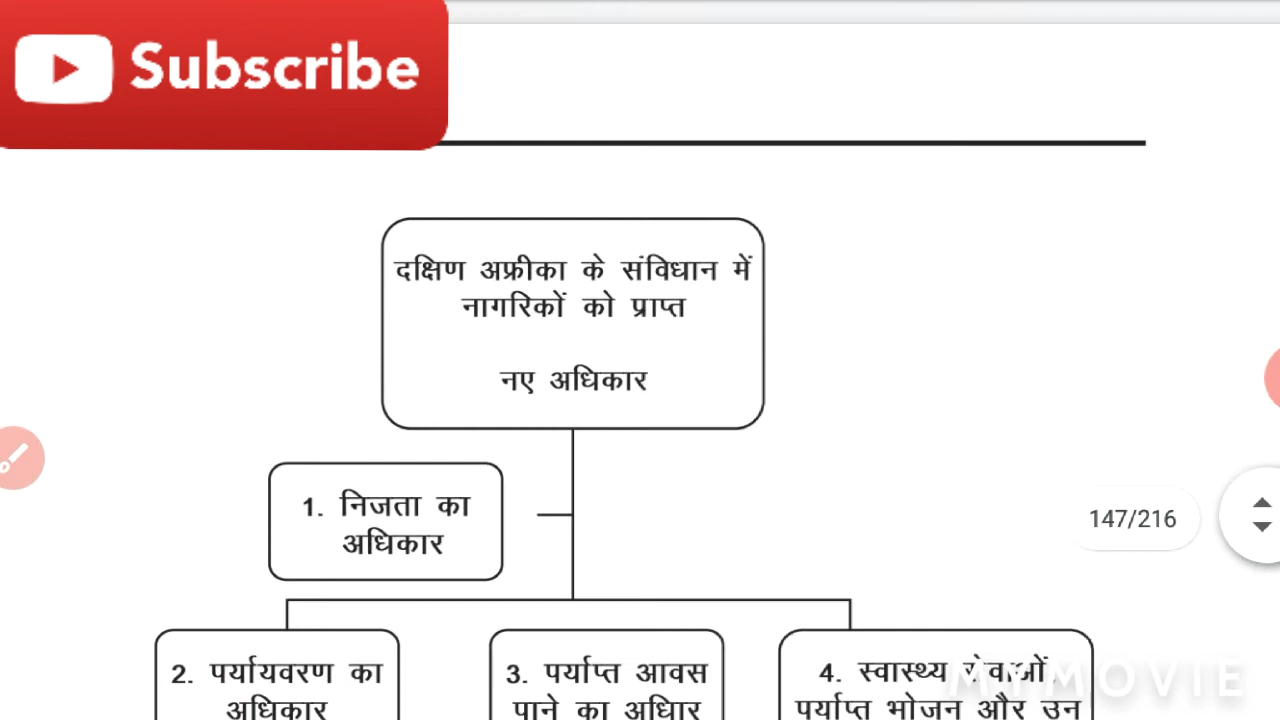 Subscribe
दक्षिण अफ्रीका के संविधान में
नागरिकों को प्राप्त
नए अधिकार
1. निजता का
अधिकार
147/216
2. पर्यायवरण का
अधिकार
3. पर्याप्त आवस
पाने का अधिार
4. स्वास्थ्य सेवाओं,
पर्याप्त भोजन और उन
MYMOVIE